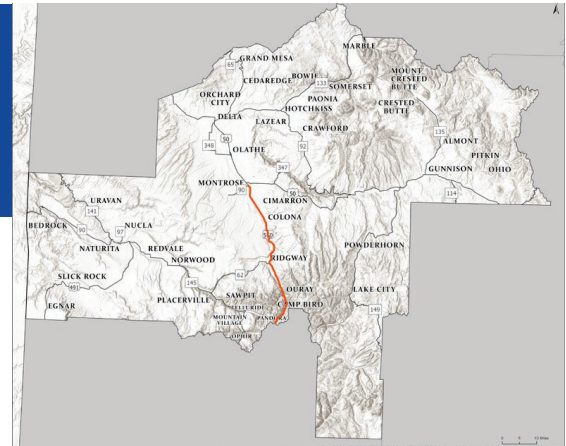 MARBLE
GRAND MESA
65
MOUNT
CRESTED
BUTTE
CEDAREDGE
BOWIE
133
SOMERSET
ORCHARD
CITY
PAONIA
CRESTED
BUTTE
HOTCHKISS
DELTA
LAZEAR
CRAWFORD
135
50
ALMONT
348
OLATHE
92
PITKIN
347
GUNNISON
OHIO
MONTROSE
90
50
CIMARRON
114
URAVAN
141
COLONA
BEDROCK
90
97
NUCLA
NATURITA
REDVALE
POWDERHORN
NORWOOD
RIDGWAY
SLICK ROCK
62
491
145
OURAY
LAKE CITY
EGNAR
PLACERVILLE
SAWPIT
TELLURIDE
CAMP BIRD
149
MOUNTAIN
VILLAGE
PANDORA
OPHIR